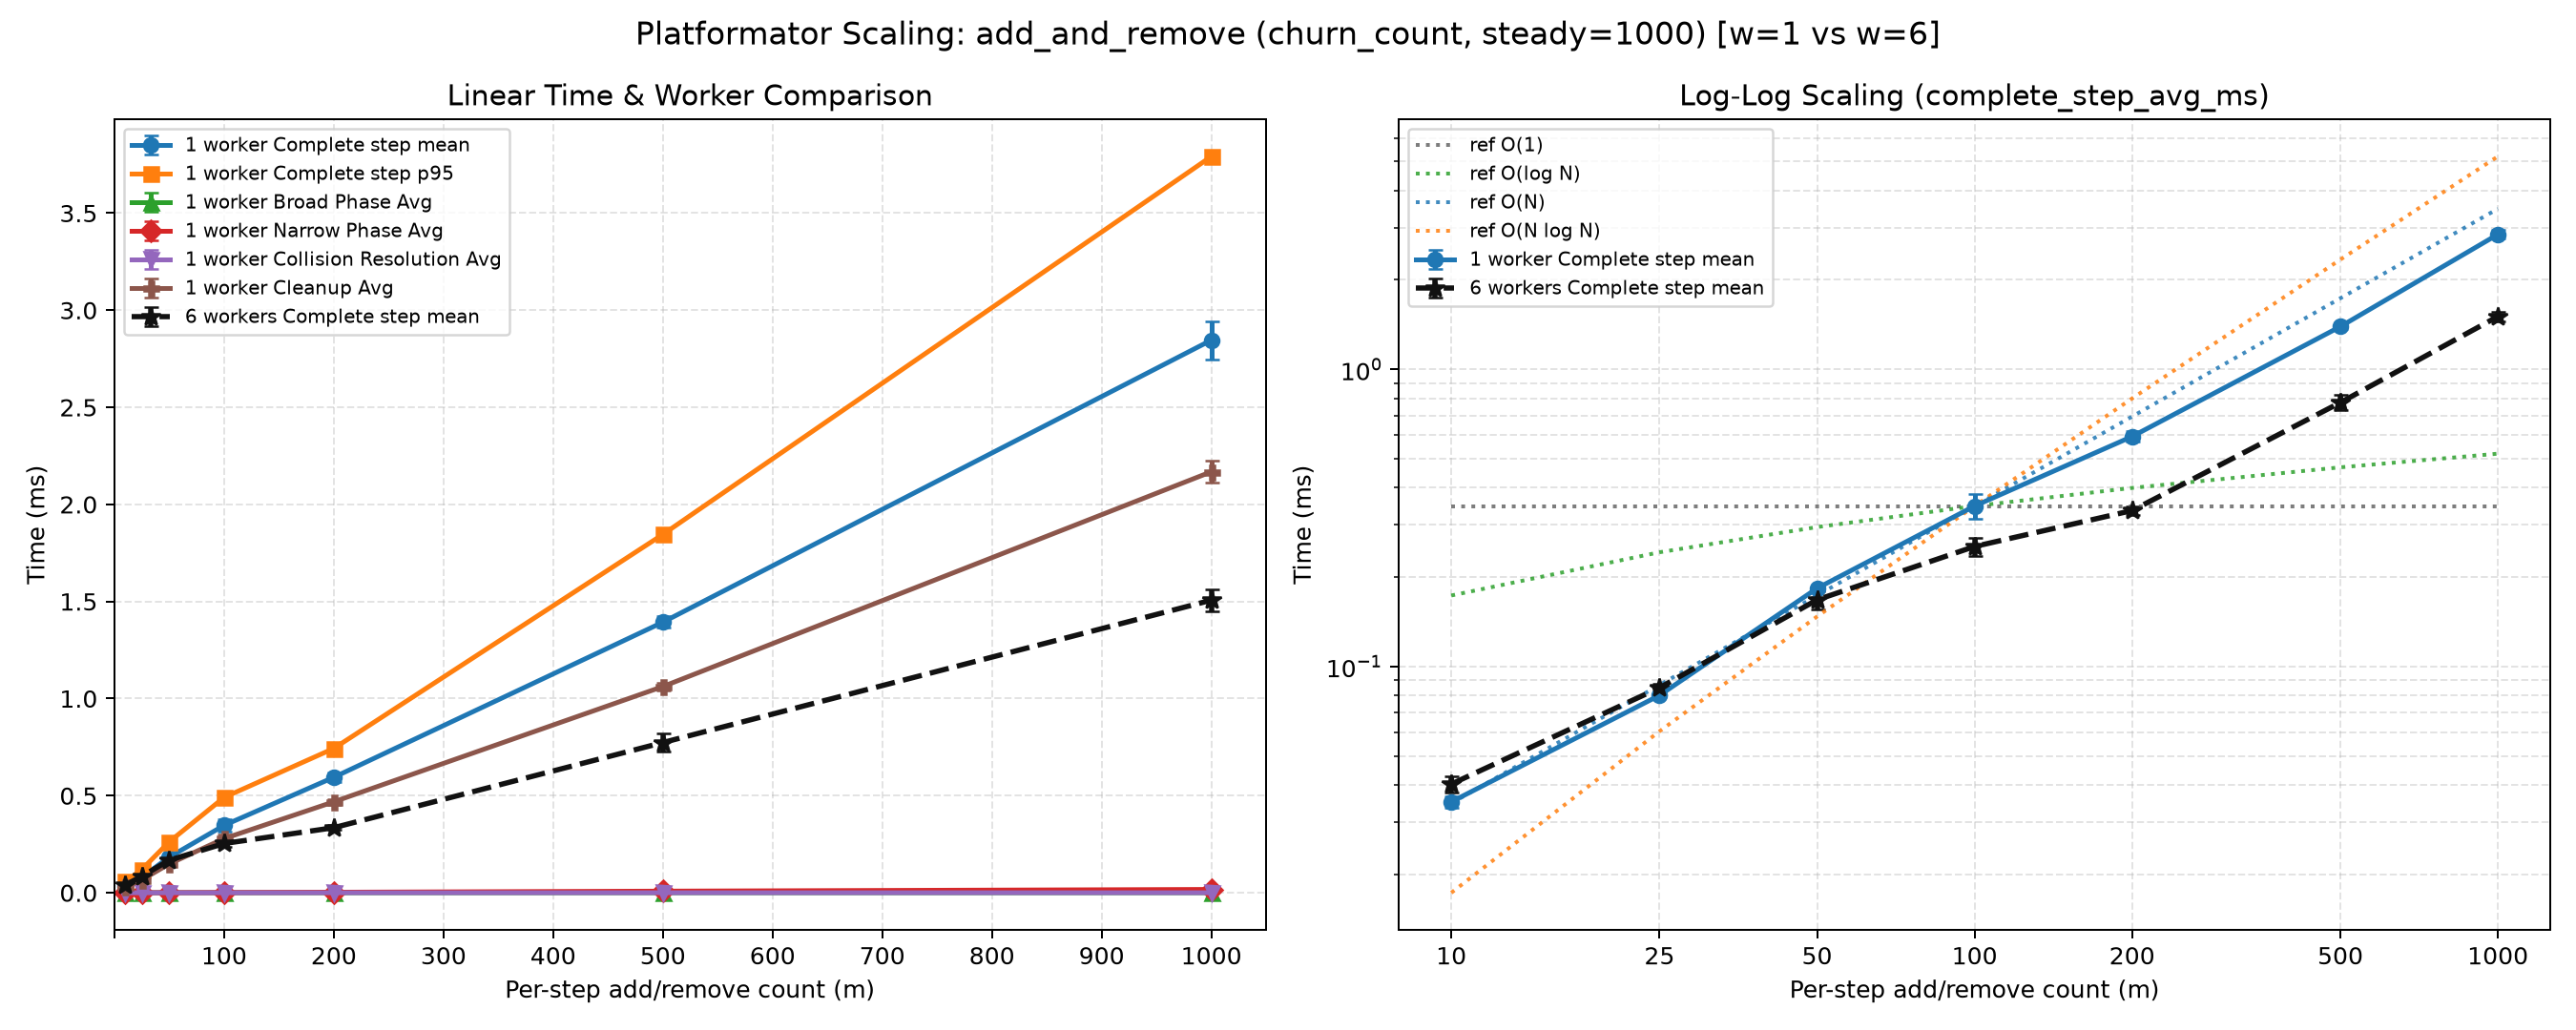 Platformator Scaling: add_and_remove (churn_count, steady=1000) [w=1 vs w=6]
Linear Time & Worker Comparison
1 worker Complete step mean
1 worker Complete step p95
1 worker Broad Phase Avg
1 worker Narrow Phase Avg
1 worker Collision Resolution Avg
1 worker Cleanup Avg
6 workers Complete step mean
3.5
3.0
2.5
2.0
1.5
1.0
0.5
0.0
Time (ms)
100 200 300 400 500 600 700 800 900 1000
Per-step add/remove count (m)
Log-Log Scaling (complete_step_avg_ms)
ref O(1)
ref O(log N)
ref O(N)
ref O(N log N)
1 worker Complete step mean
6 workers Complete step mean
10⁰
10⁻¹
Time (ms)
10 25 50 100 200 500 1000
Per-step add/remove count (m)